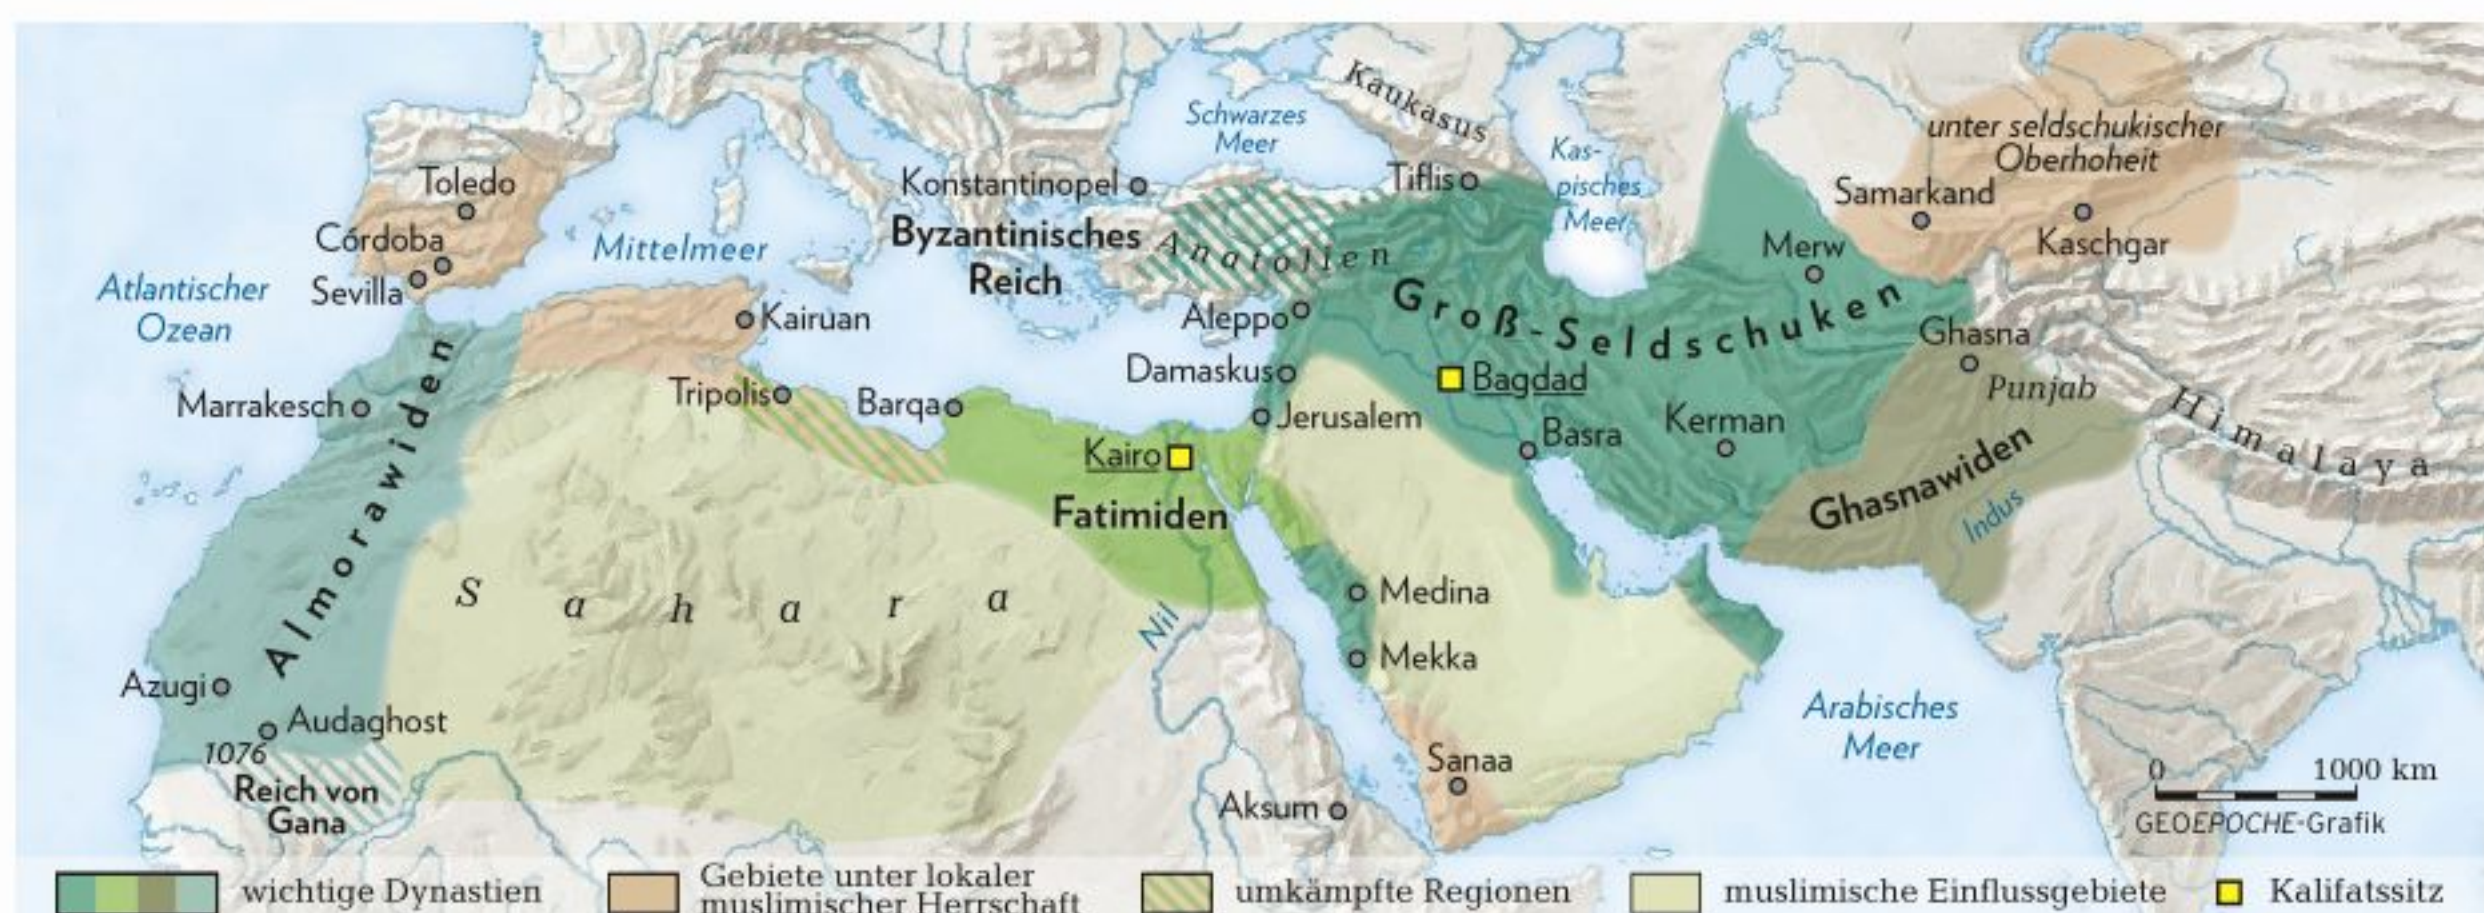 Kaukasus
Schwarzes
Meer
Kas-
pisches
Meer
unter seldschukischer
Oberhoheit
Toledo
Konstantinopel
Tiflis
Samarkand
Córdoba
Mittelmeer
Byzantinisches
Reich
Anatolien
Merw
Kaschgar
Atlantischer
Ozean
Sevilla
Kairuan
Aleppo
Groß-Seldschuken
Ghasna
Almorawiden
Damaskus
Bagdad
Punjab
Marrakesch
Tripolis
Barqa
Jerusalem
Basra
Kerman
Himalaya
Kairo
Fatimiden
Ghasnawiden
Indus
Sahara
Nil
Medina
Mekka
Azugi
Audaghost
1076
Reich von
Gana
Arabisches
Meer
Sanaa
Aksum
0 1000 km
GEOEPOCHE-Grafik
wichtige Dynastien
Gebiete unter lokaler
muslimischer Herrschaft
umkämpfte Regionen
muslimische Einflussgebiete
Kalifatssitz